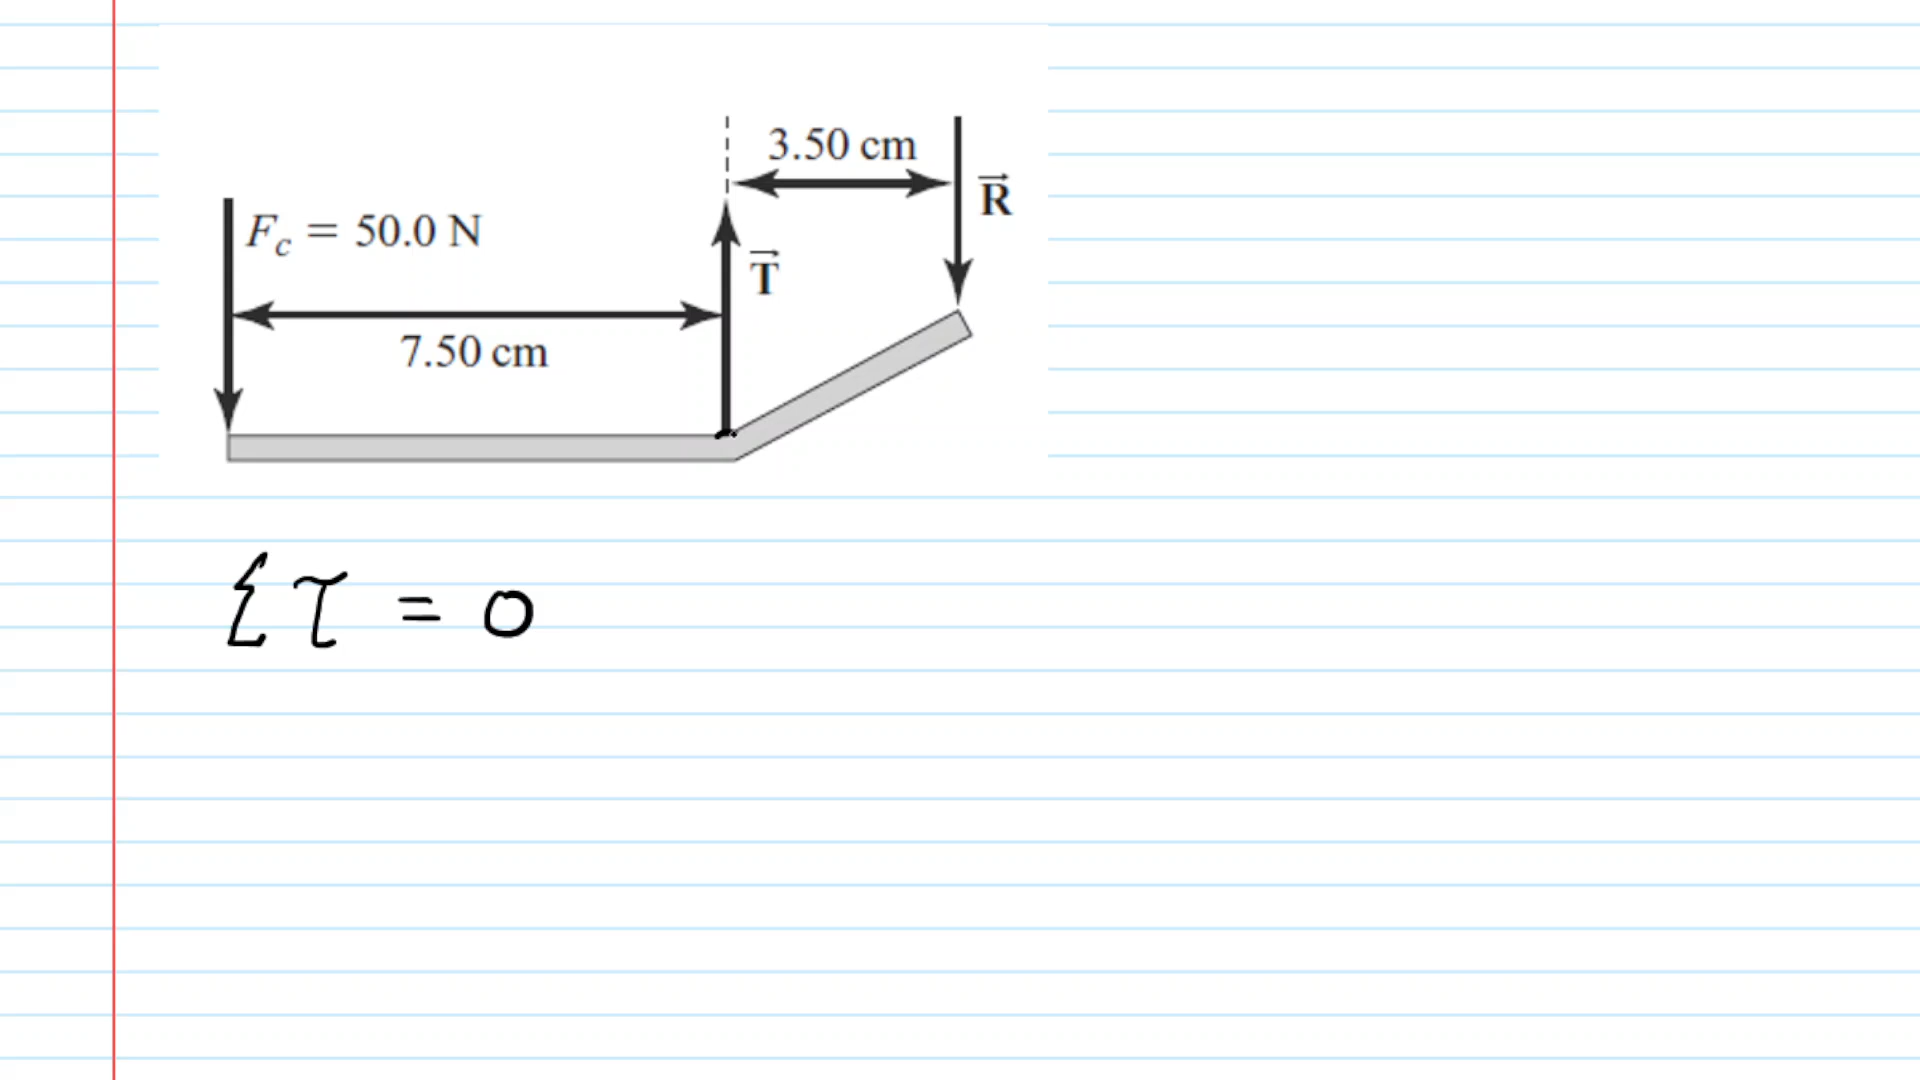 3.50 cm
R⃗
F_c = 50.0 N
T⃗
7.50 cm
Στ = 0